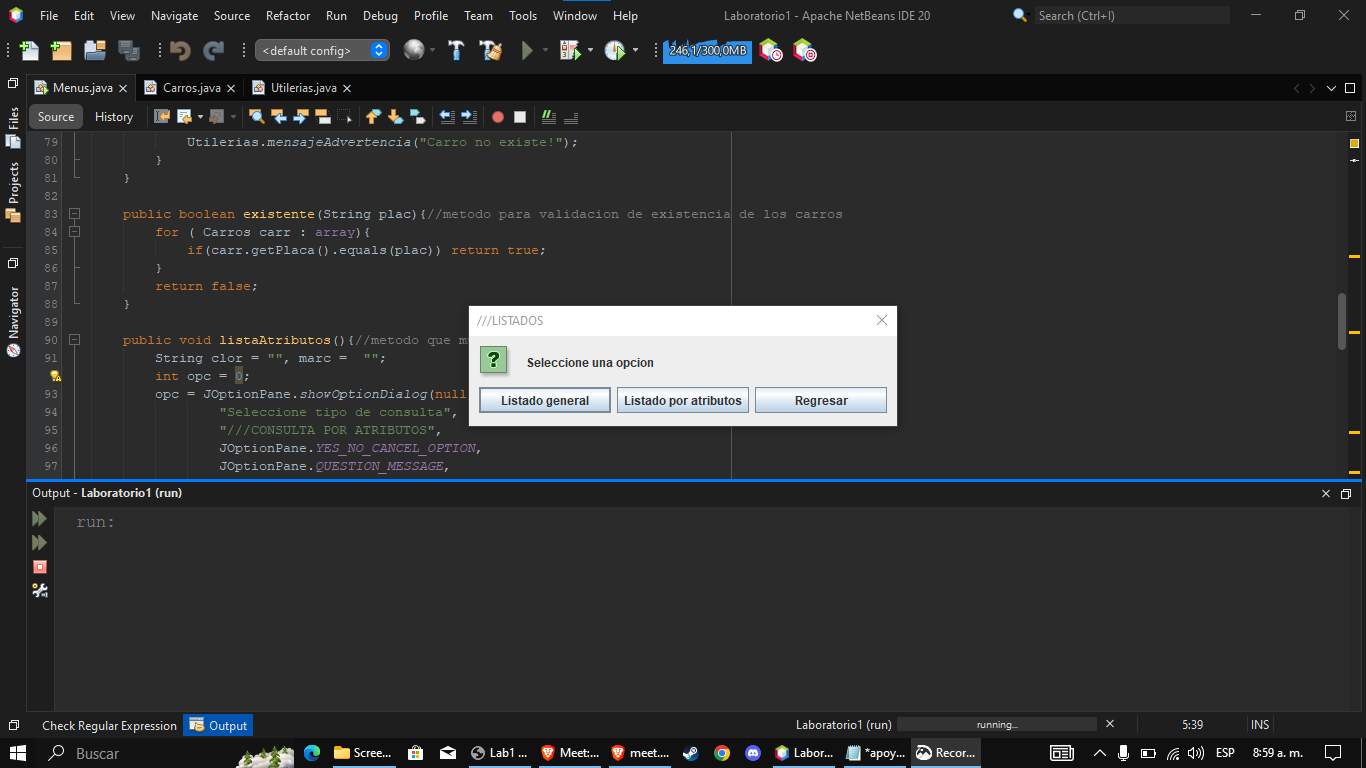 File Edit View Navigate Source Refactor Run Debug Profile Team Tools Window Help Laboratorio1 - Apache NetBeans IDE 20 Search (Ctrl+I)
<default config> 246,1/300,0MB
Menus.java Carros.java Utilerias.java
Source History
Files
Projects
Navigator
79 Utilerias.mensajeAdvertencia("Carro no existe!");
80 }
81 }
82
83 public boolean existente(String plac){//metodo para validacion de existencia de los carros
84 for ( Carros carr : array){
85 if(carr.getPlaca().equals(plac)) return true;
86 }
87 return false;
88 }
89
90 public void listaAtributos(){//metodo que m
91 String clor = "", marc = "";
int opc = 0;
93 opc = JOptionPane.showOptionDialog(null
94 "Seleccione tipo de consulta",
95 "///CONSULTA POR ATRIBUTOS",
96 JOptionPane.YES_NO_CANCEL_OPTION,
97 JOptionPane.QUESTION_MESSAGE,
///LISTADOS
? Seleccione una opcion
Listado general Listado por atributos Regresar
Output - Laboratorio1 (run)
run:
Check Regular Expression Output Laboratorio1 (run) running... 5:39 INS
Buscar Scree... Lab1 ... Meet:... meet.... Labor... *apoy... Recor... ESP 8:59 a. m.